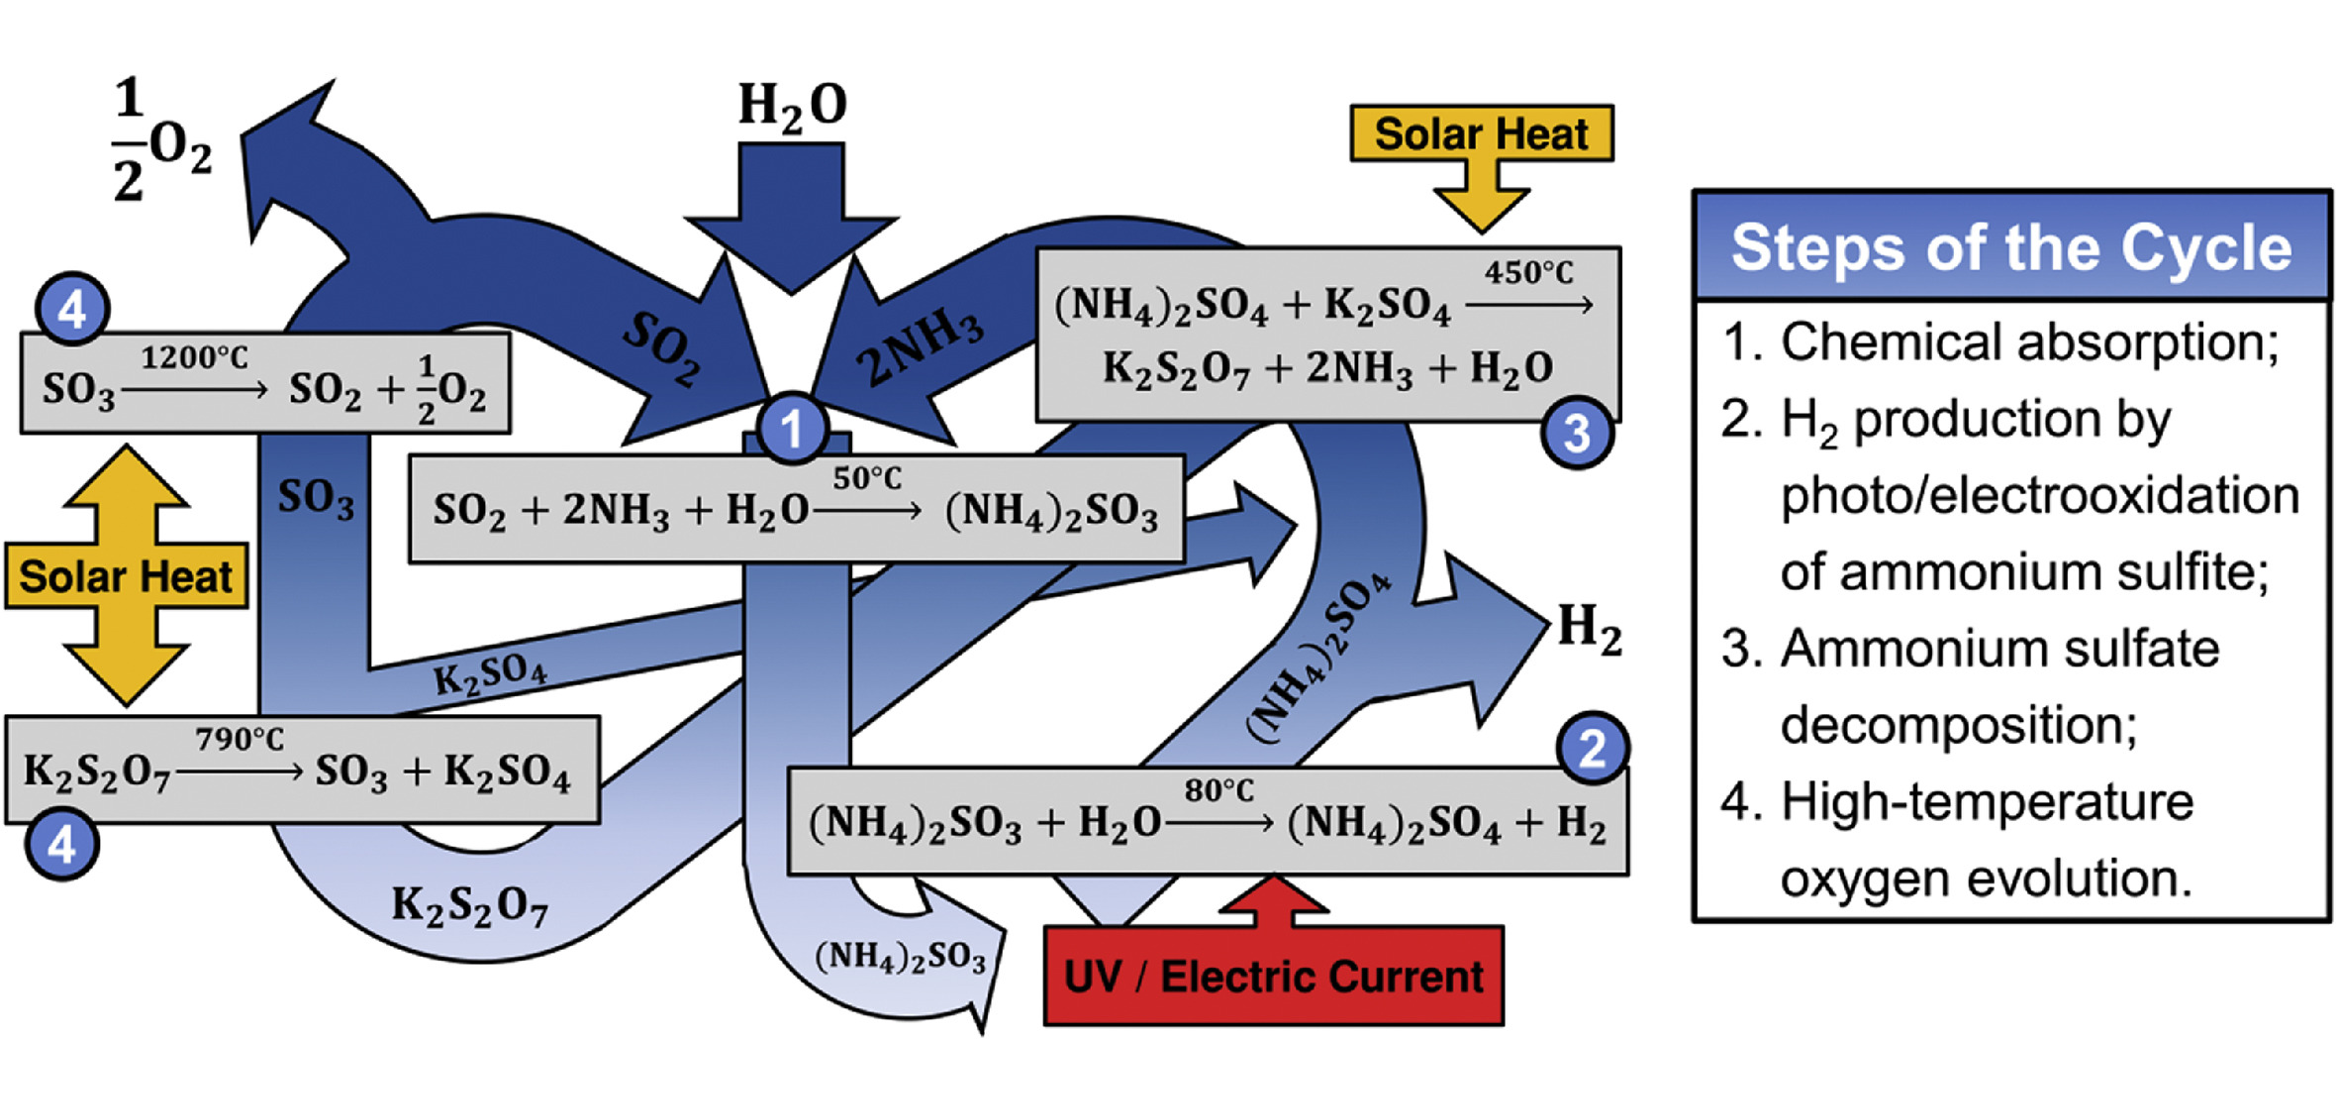 ½O₂
H₂O
Solar Heat
SO₂
2NH₃
3
(NH₄)₂SO₄ + K₂SO₄ 450°C →
K₂S₂O₇ + 2NH₃ + H₂O
4
SO₃ 1200°C → SO₂ + ½O₂
1
SO₂ + 2NH₃ + H₂O 50°C → (NH₄)₂SO₃
SO₃
Solar Heat
K₂SO₄
(NH₄)₂SO₄
H₂
K₂S₂O₇ 790°C → SO₃ + K₂SO₄
4
2
(NH₄)₂SO₃ + H₂O 80°C → (NH₄)₂SO₄ + H₂
K₂S₂O₇
(NH₄)₂SO₃
UV / Electric Current
Steps of the Cycle
1. Chemical absorption;
2. H₂ production by
photo/electrooxidation
of ammonium sulfite;
3. Ammonium sulfate
decomposition;
4. High-temperature
oxygen evolution.